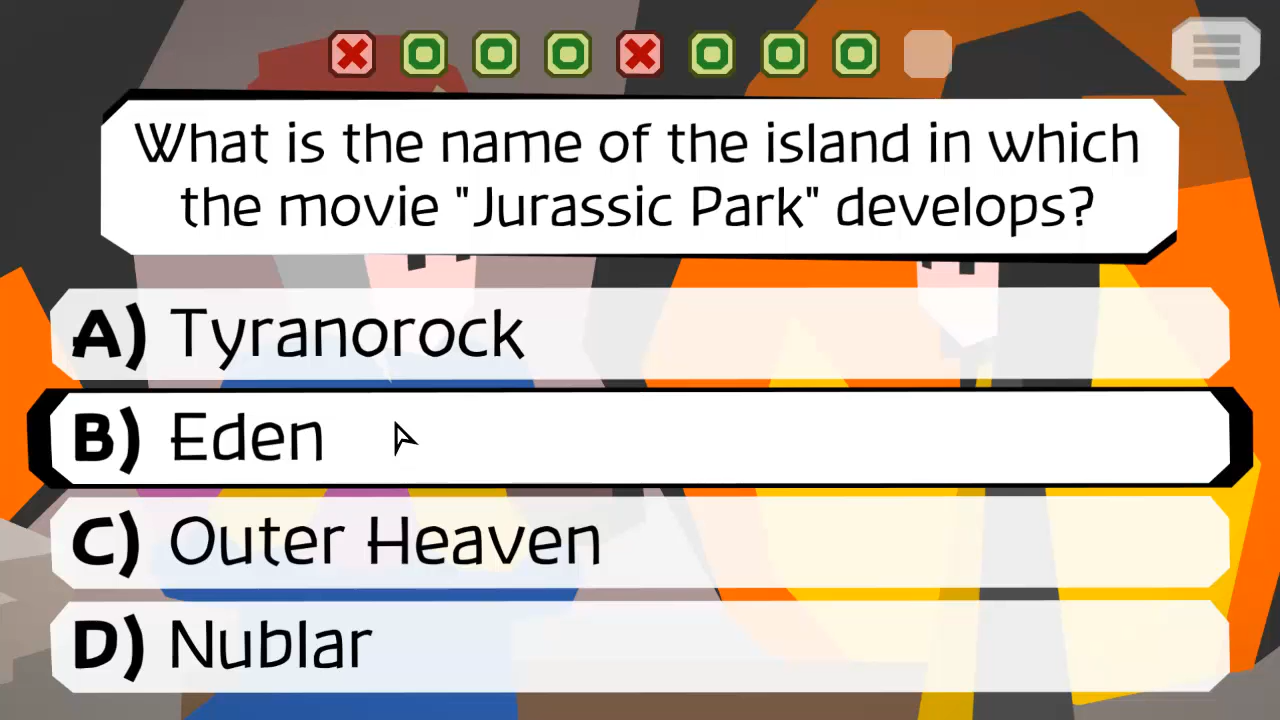 What is the name of the island in which
the movie "Jurassic Park" develops?
A) Tyranorock
B) Eden
C) Outer Heaven
D) Nublar